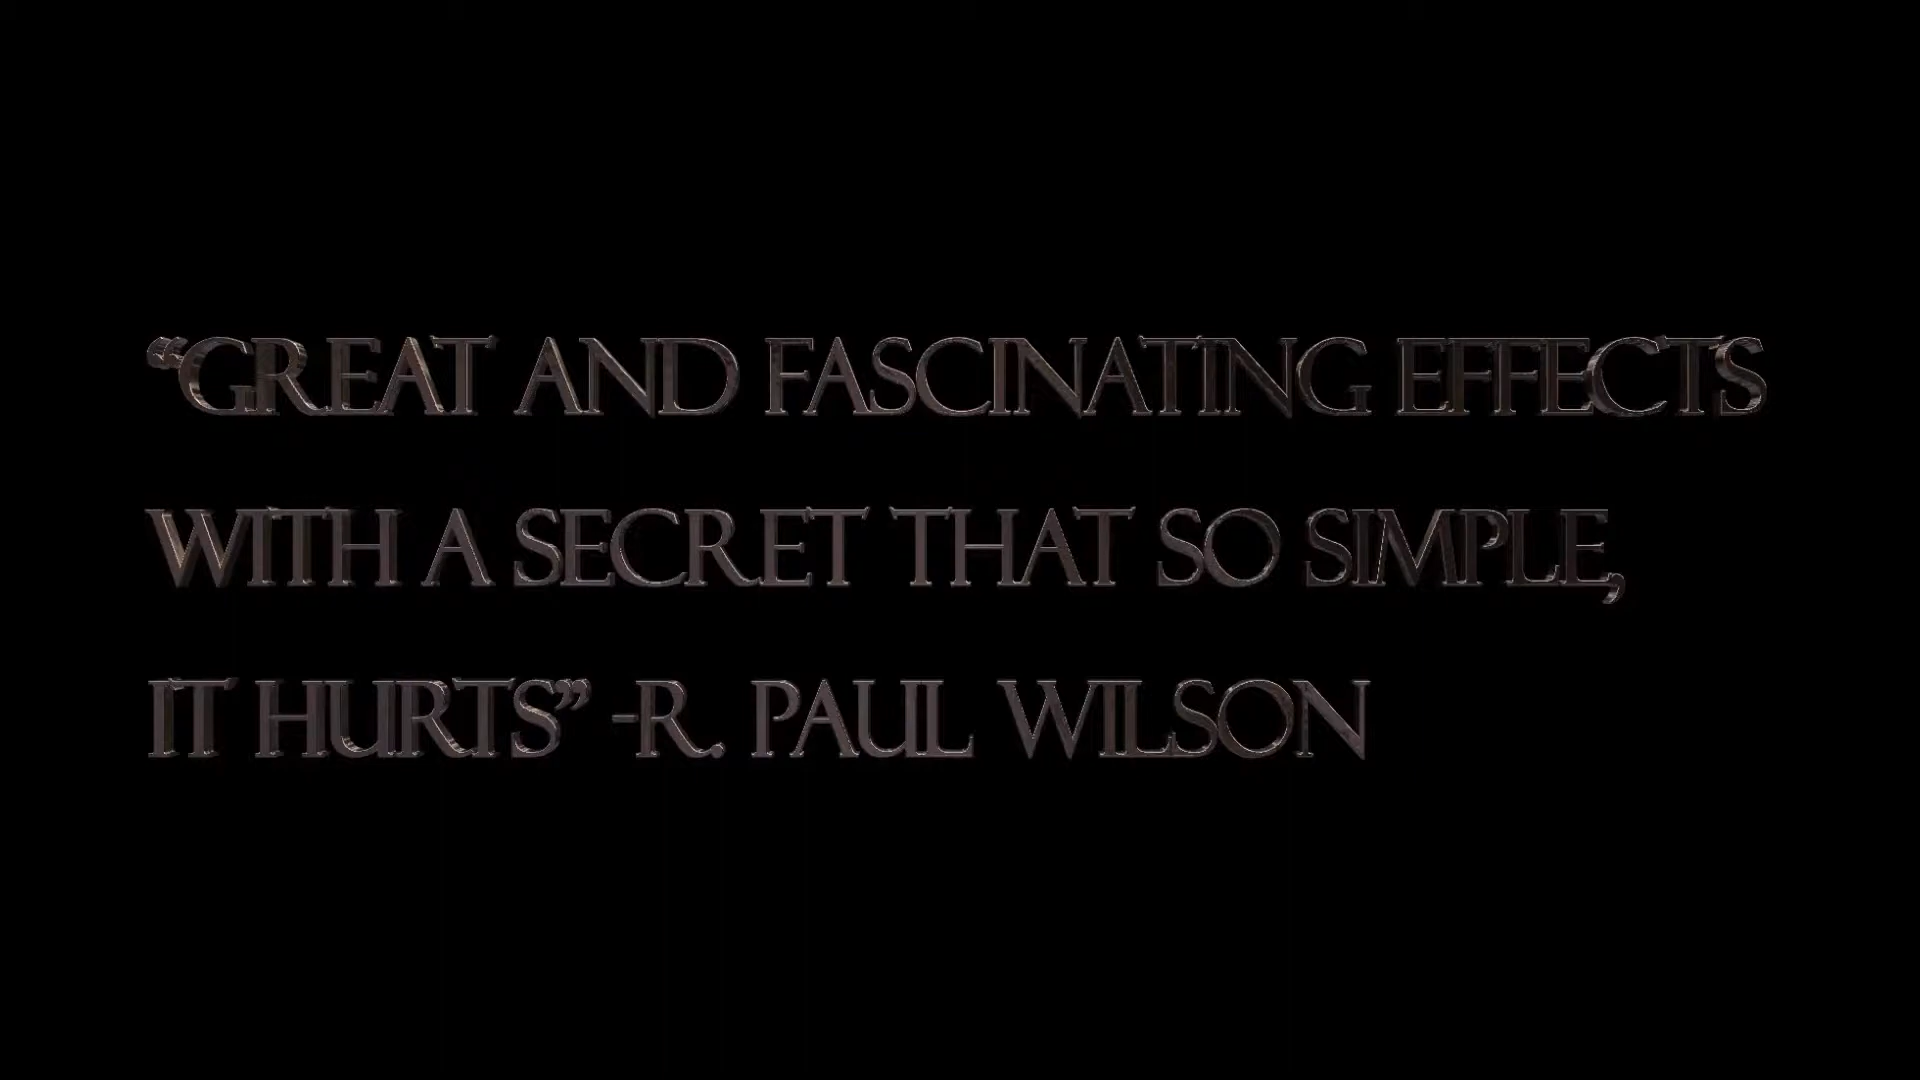 “GREAT AND FASCINATING EFFECTS
WITH A SECRET THAT SO SIMPLE,
IT HURTS” -R. PAUL WILSON